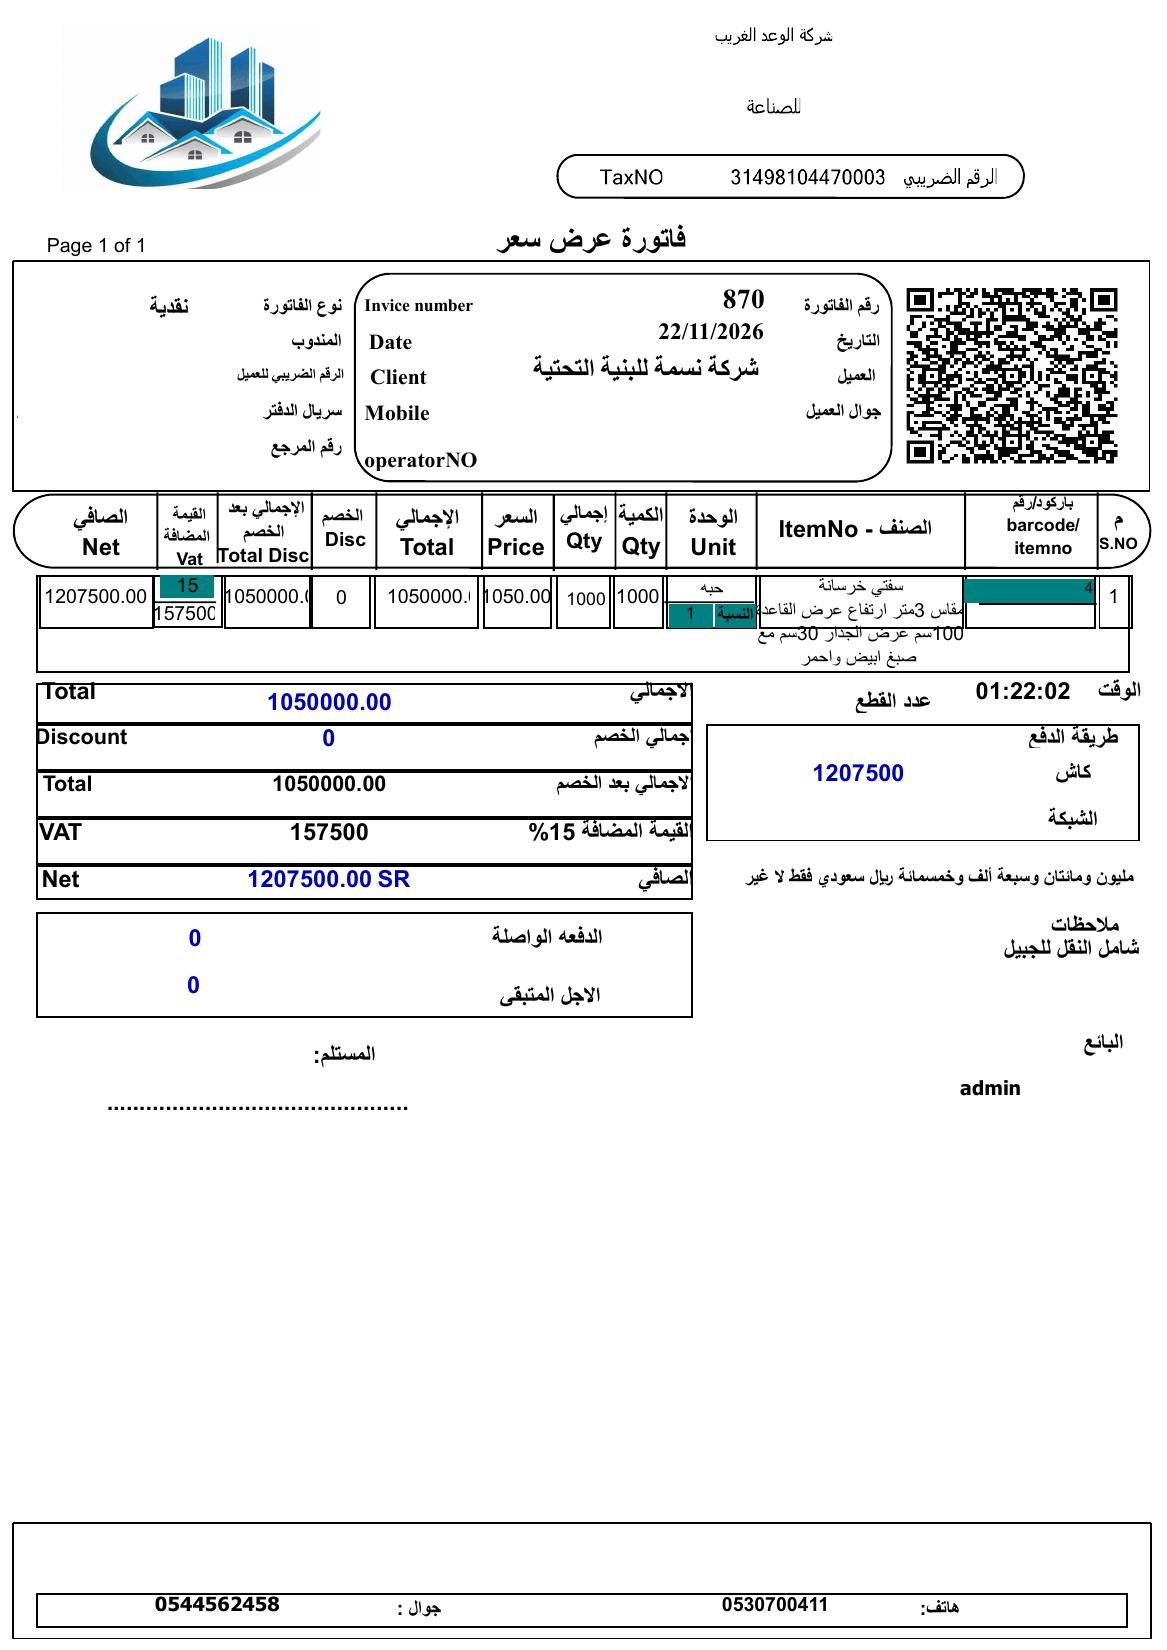 شركة الوعد الغريب
للصناعة
الرقم الضريبي 31498104470003 TaxNO
فاتورة عرض سعر
Page 1 of 1
رقم الفاتورة 870 Invice number
التاريخ 22/11/2026 Date
العميل شركة نسمة للبنية التحتية Client
جوال العميل Mobile
operatorNO
نوع الفاتورة نقدية
المندوب
الرقم الضريبي للعميل
سريال الدفتر
رقم المرجع
م S.NO
باركود/رقم barcode/ itemno
الصنف - ItemNo
الوحدة Unit
الكمية Qty
إجمالي Qty
السعر Price
الإجمالي Total
الخصم Disc
الإجمالي بعد الخصم Total Disc
القيمة المضافة Vat
الصافي Net
1
4
سفتي خرسانة
مقاس 3متر ارتفاع عرض القاعدة
100سم عرض الجدار 30سم مع
صبغ ابيض واحمر
حبه
النسبة 1
1000
1000
1050.00
1050000.(
0
1050000.(
15
157500
1207500.00
الوقت 01:22:02
عدد القطع
طريقة الدفع
كاش 1207500
الشبكة
الاجمالي 1050000.00 Total
اجمالي الخصم 0 Discount
الاجمالي بعد الخصم 1050000.00 Total
القيمة المضافة 15% 157500 VAT
الصافي 1207500.00 SR Net
مليون ومائتان وسبعة ألف وخمسمائة ريال سعودي فقط لا غير
ملاحظات
شامل النقل للجبيل
الدفعه الواصلة 0
الاجل المتبقى 0
البائع
admin
المستلم:
..............................................
هاتف: 0530700411
جوال : 0544562458